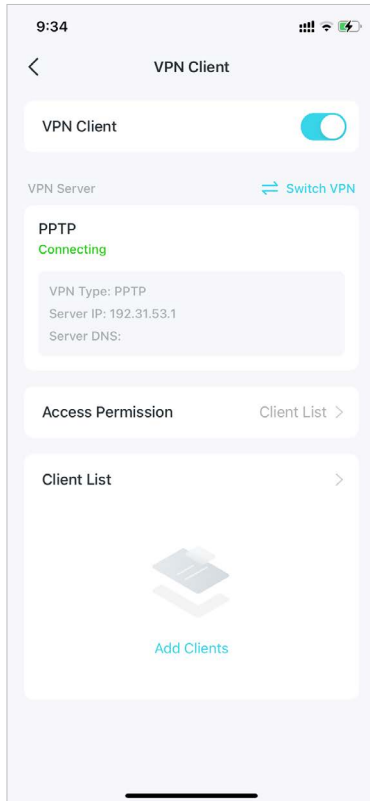 9:34
VPN Client
VPN Client
VPN Server
Switch VPN
PPTP
Connecting
VPN Type: PPTP
Server IP: 192.31.53.1
Server DNS:
Access Permission
Client List
Client List
Add Clients